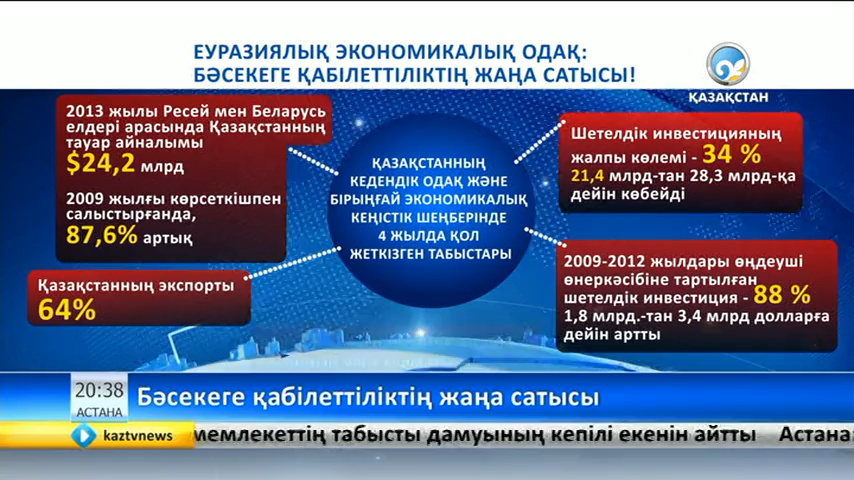 ЕУРАЗИЯЛЫҚ ЭКОНОМИКАЛЫҚ ОДАҚ:
БӘСЕКЕГЕ ҚАБІЛЕТТІЛІКТІҢ ЖАҢА САТЫСЫ!
ҚАЗАҚСТАН
2013 жылы Ресей мен Беларусь
елдері арасында Қазақстанның
тауар айналымы
$24,2 млрд
2009 жылғы көрсеткішпен
салыстырғанда,
87,6% артық
Қазақстанның экспорты
64%
ҚАЗАҚСТАННЫҢ
КЕДЕНДІК ОДАҚ ЖӘНЕ
БІРЫҢҒАЙ ЭКОНОМИКАЛЫҚ
КЕҢІСТІК ШЕҢБЕРІНДЕ
4 ЖЫЛДА ҚОЛ
ЖЕТКІЗГЕН ТАБЫСТАРЫ
Шетелдік инвестицияның
жалпы көлемі - 34 %
21,4 млрд-тан 28,3 млрд-қа
дейін көбейді
2009-2012 жылдары өңдеуші
өнеркәсібіне тартылған
шетелдік инвестиция - 88 %
1,8 млрд.-тан 3,4 млрд долларға
дейін артты
20:38
АСТАНА
Бәсекеге қабілеттіліктің жаңа сатысы
kaztvnews
мемлекеттің табысты дамуының кепілі екенін айтты Астана